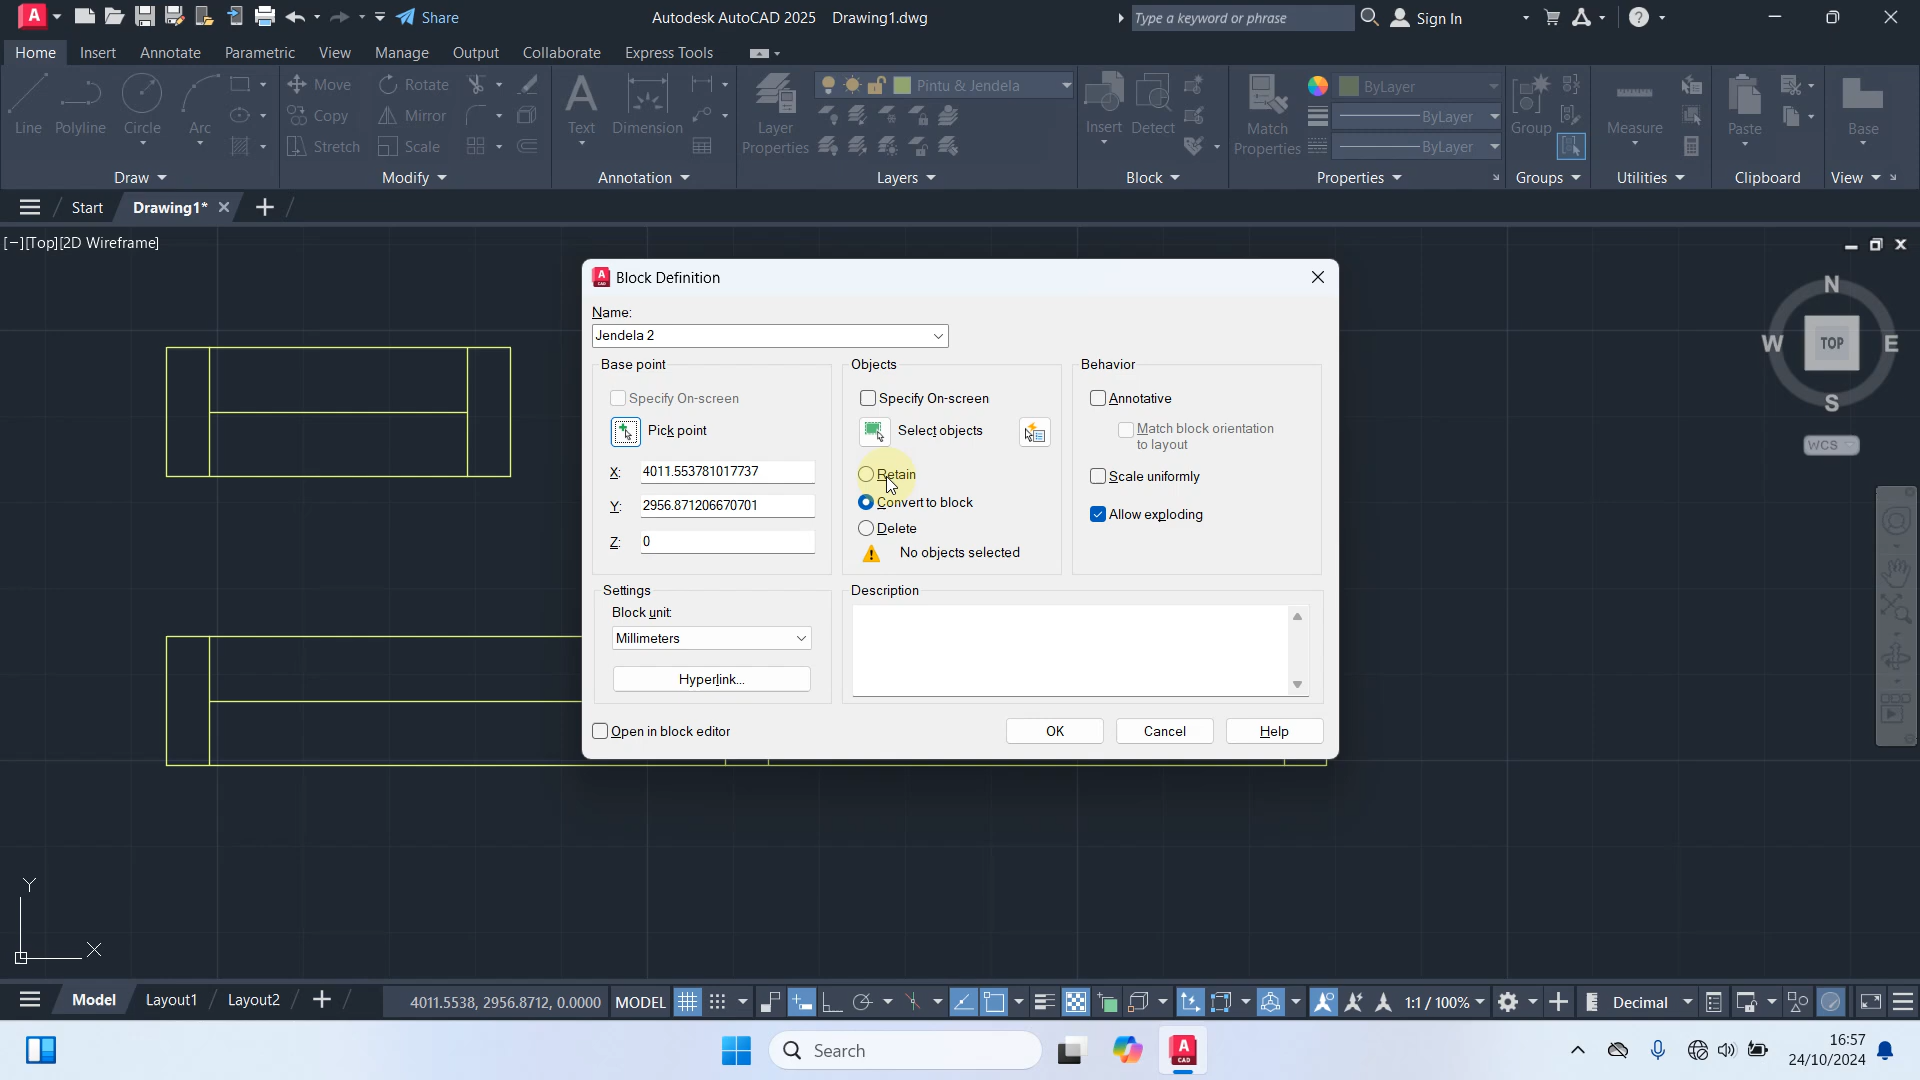 Share
Autodesk AutoCAD 2025 Drawing1.dwg
Type a keyword or phrase
Sign In
Home Insert Annotate Parametric View Manage Output Collaborate Express Tools
Line Polyline Circle Arc
Move Rotate
Copy Mirror
Stretch Scale
Text Dimension
Layer Properties
Pintu & Jendela
Insert Detect
Match Properties
ByLayer
ByLayer
ByLayer
Group
Measure
Paste
Base
Draw Modify Annotation Layers Block Properties Groups Utilities Clipboard View
Start Drawing1*
[−][Top][2D Wireframe]
Block Definition
Name:
Jendela 2
Base point
Specify On-screen
Pick point
X: 4011.553781017737
Y: 2956.871206670701
Z: 0
Objects
Specify On-screen
Select objects
Retain
Convert to block
Delete
No objects selected
Behavior
Annotative
Match block orientation
to layout
Scale uniformly
Allow exploding
Settings
Block unit:
Millimeters
Hyperlink...
Description
Open in block editor
OK Cancel Help
N
W TOP E
S
WCS
Y
X
Model Layout1 Layout2
4011.5538, 2956.8712, 0.0000 MODEL
1:1 / 100%
Decimal
Search
16:57
24/10/2024